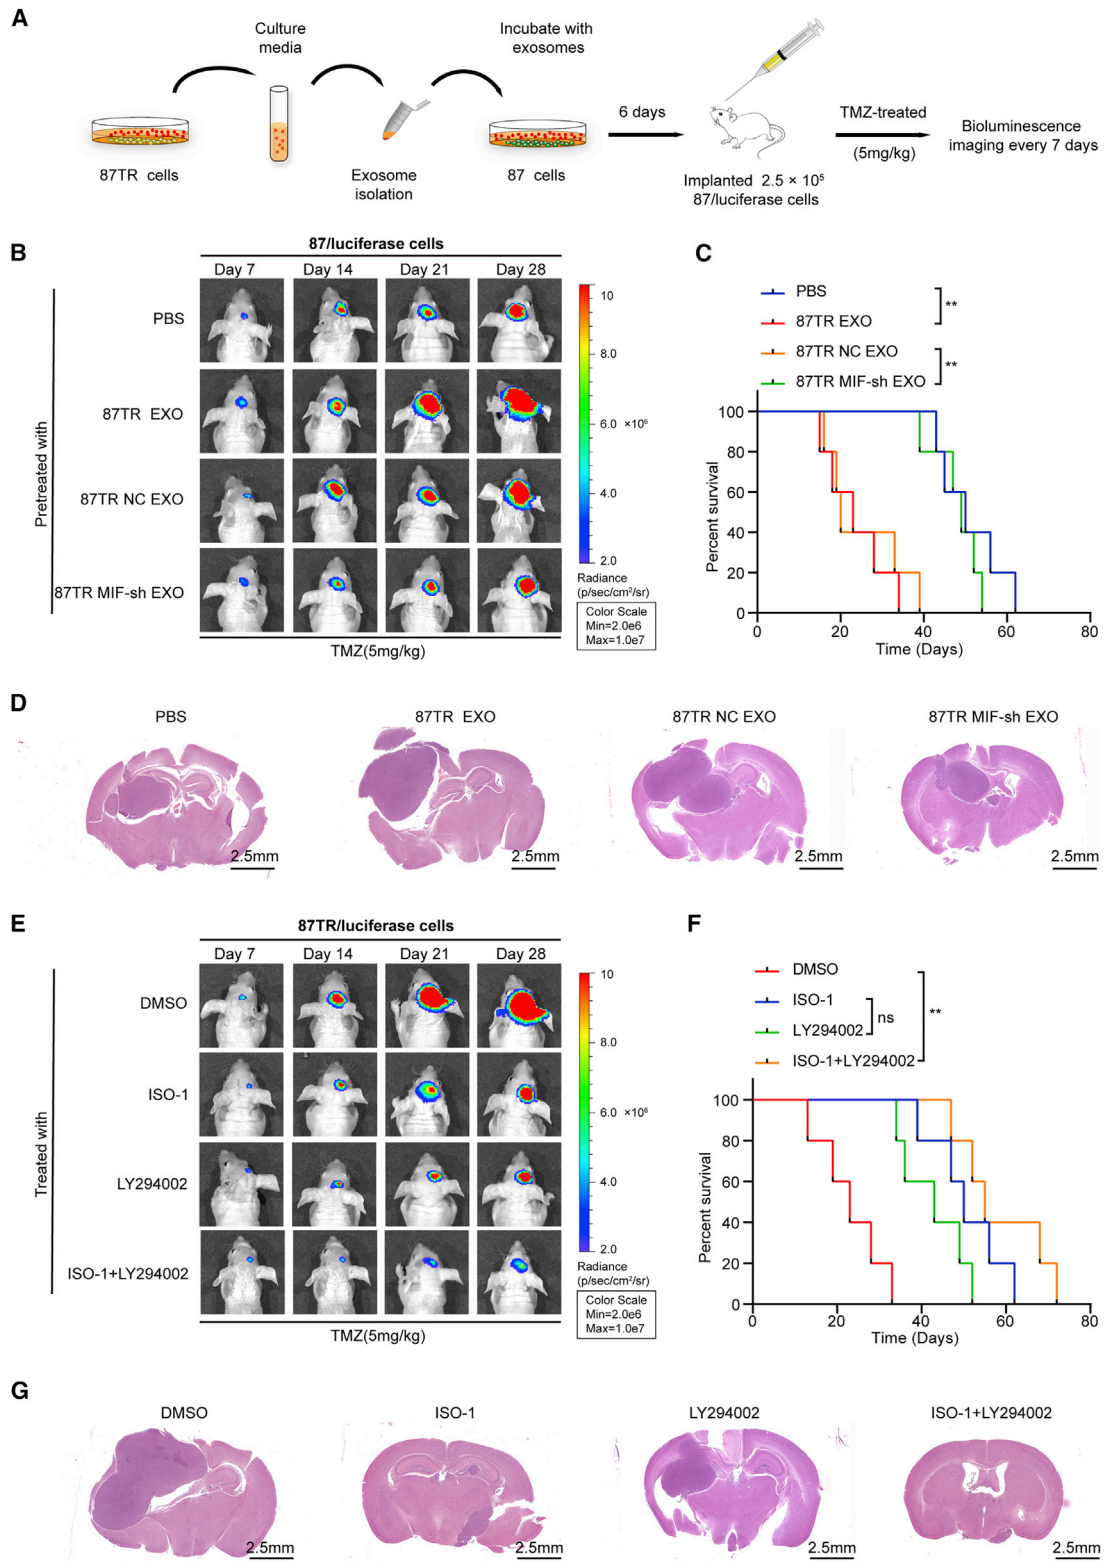 A
Culture
media
Incubate with
exosomes
6 days
TMZ-treated
(5mg/kg)
Bioluminescence
imaging every 7 days
87TR cells
Exosome
isolation
87 cells
Implanted 2.5 × 10⁵
87/luciferase cells
B
87/luciferase cells
Day 7 Day 14 Day 21 Day 28
Pretreated with
PBS
87TR EXO
87TR NC EXO
87TR MIF-sh EXO
TMZ(5mg/kg)
10
8.0
6.0 ×10⁶
4.0
2.0
Radiance
(p/sec/cm²/sr)
Color Scale
Min=2.0e6
Max=1.0e7
C
PBS
87TR EXO
**
87TR NC EXO
87TR MIF-sh EXO
**
Percent survival
100
80
60
40
20
0
0 20 40 60 80
Time (Days)
D
PBS 87TR EXO 87TR NC EXO 87TR MIF-sh EXO
2.5mm 2.5mm 2.5mm 2.5mm
E
87TR/luciferase cells
Day 7 Day 14 Day 21 Day 28
Treated with
DMSO
ISO-1
LY294002
ISO-1+LY294002
TMZ(5mg/kg)
10
8.0
6.0 ×10⁶
4.0
2.0
Radiance
(p/sec/cm²/sr)
Color Scale
Min=2.0e6
Max=1.0e7
F
DMSO
ISO-1
LY294002
ns
ISO-1+LY294002
**
Percent survival
100
80
60
40
20
0
0 20 40 60 80
Time (Days)
G
DMSO ISO-1 LY294002 ISO-1+LY294002
2.5mm 2.5mm 2.5mm 2.5mm